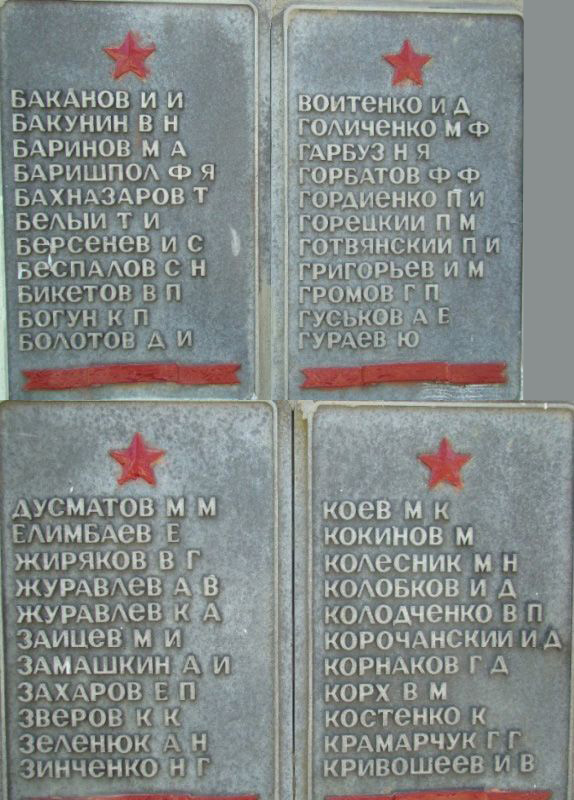 БАКАНОВ И И
БАКУНИН В Н
БАРИНОВ М А
БАРИШПОЛ Ф Я
БАХНАЗАРОВ Т
БЕЛЫИ Т И
БЕРСЕНЕВ И С
БЕСПАЛОВ С Н
БИКЕТОВ В П
БОГУН К П
БОЛОТОВ Д И
ВОИТЕНКО И Д
ГОЛИЧЕНКО М Ф
ГАРБУЗ Н Я
ГОРБАТОВ Ф Ф
ГОРДИЕНКО П И
ГОРЕЦКИИ П М
ГОТВЯНСКИИ П И
ГРИГОРЬЕВ И М
ГРОМОВ Г П
ГУСЬКОВ А Е
ГУРАЕВ Ю
ДУСМАТОВ М М
ЕЛИМБАЕВ Е
ЖИРЯКОВ В Г
ЖУРАВЛЕВ А В
ЖУРАВЛЕВ К А
ЗАИЦЕВ М И
ЗАМАШКИН А И
ЗАХАРОВ Е П
ЗВЕРОВ К К
ЗЕЛЕНЮК А Н
ЗИНЧЕНКО Н Г
КОЕВ М К
КОКИНОВ М
КОЛЕСНИК М Н
КОЛОБКОВ И Д
КОЛОДЧЕНКО В П
КОРОЧАНСКИИ И Д
КОРНАКОВ Г Д
КОРХ В М
КОСТЕНКО К
КРАМАРЧУК Г Г
КРИВОШЕЕВ И В